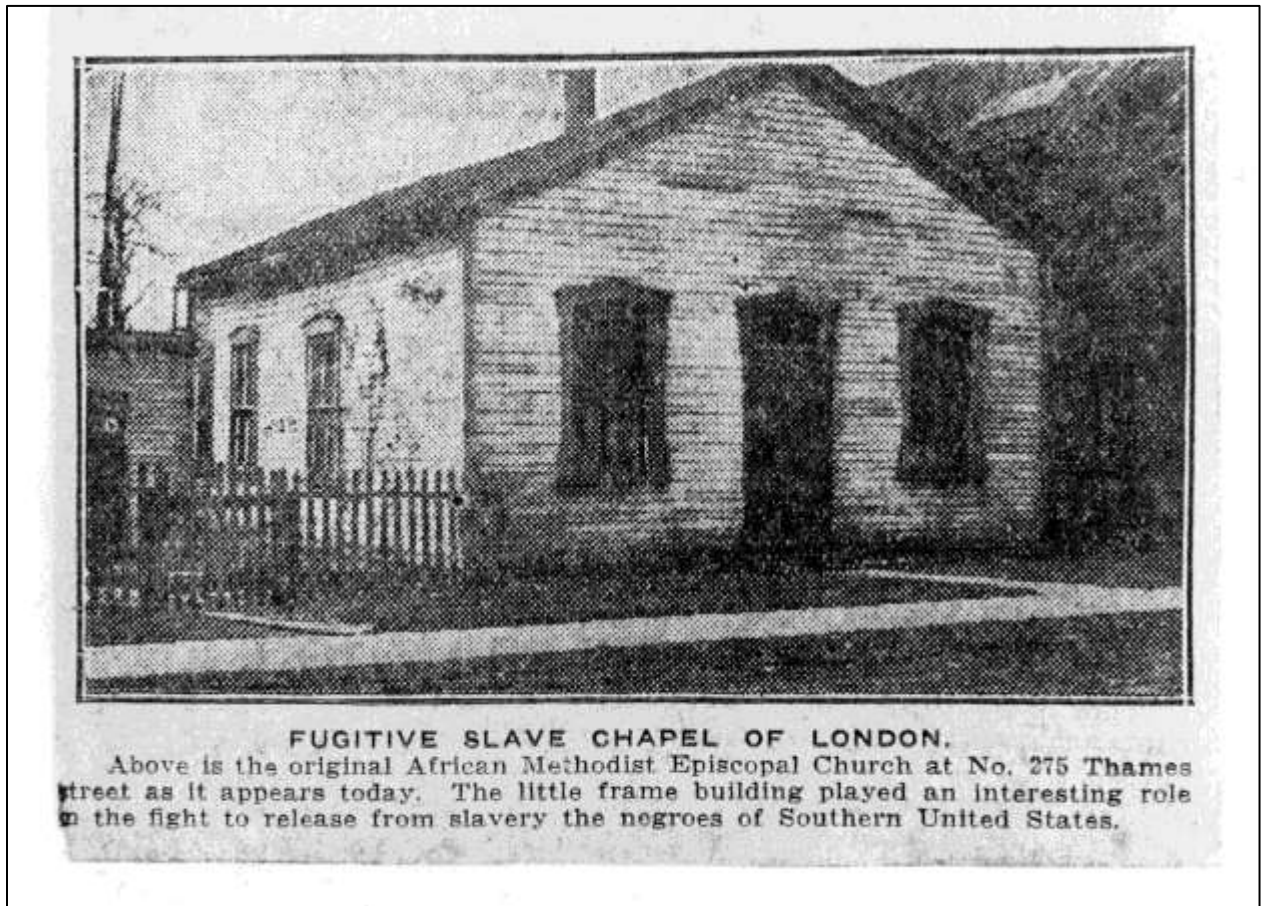 FUGITIVE SLAVE CHAPEL OF LONDON.
Above is the original African Methodist Episcopal Church at No. 275 Thames
treet as it appears today. The little frame building played an interesting role
n the fight to release from slavery the negroes of Southern United States.